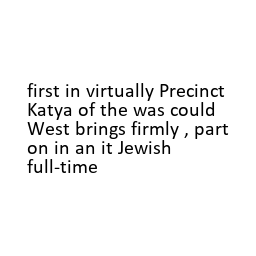 first in virtually Precinct
Katya of the was could
West brings firmly , part
on in an it Jewish
full-time